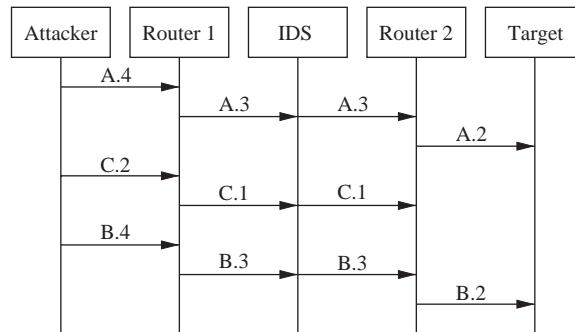 Attacker Router 1 IDS Router 2 Target
A.4
A.3 A.3
A.2
C.2
C.1 C.1
B.4
B.3 B.3
B.2